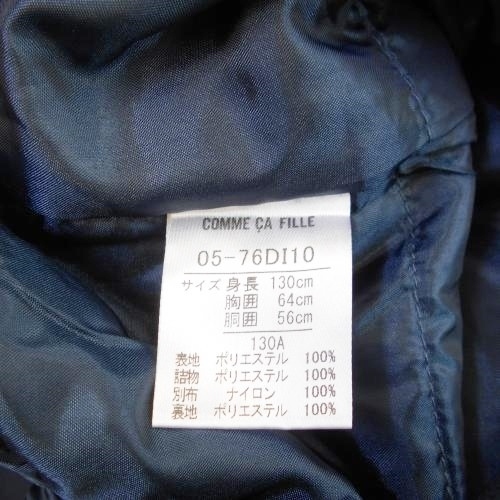 COMME ÇA FILLE
05-76DI10
サイズ 身長 130cm
胸囲 64cm
胴囲 56cm
130A
表地 ポリエステル 100%
詰物 ポリエステル 100%
別布 ナイロン 100%
裏地 ポリエステル 100%